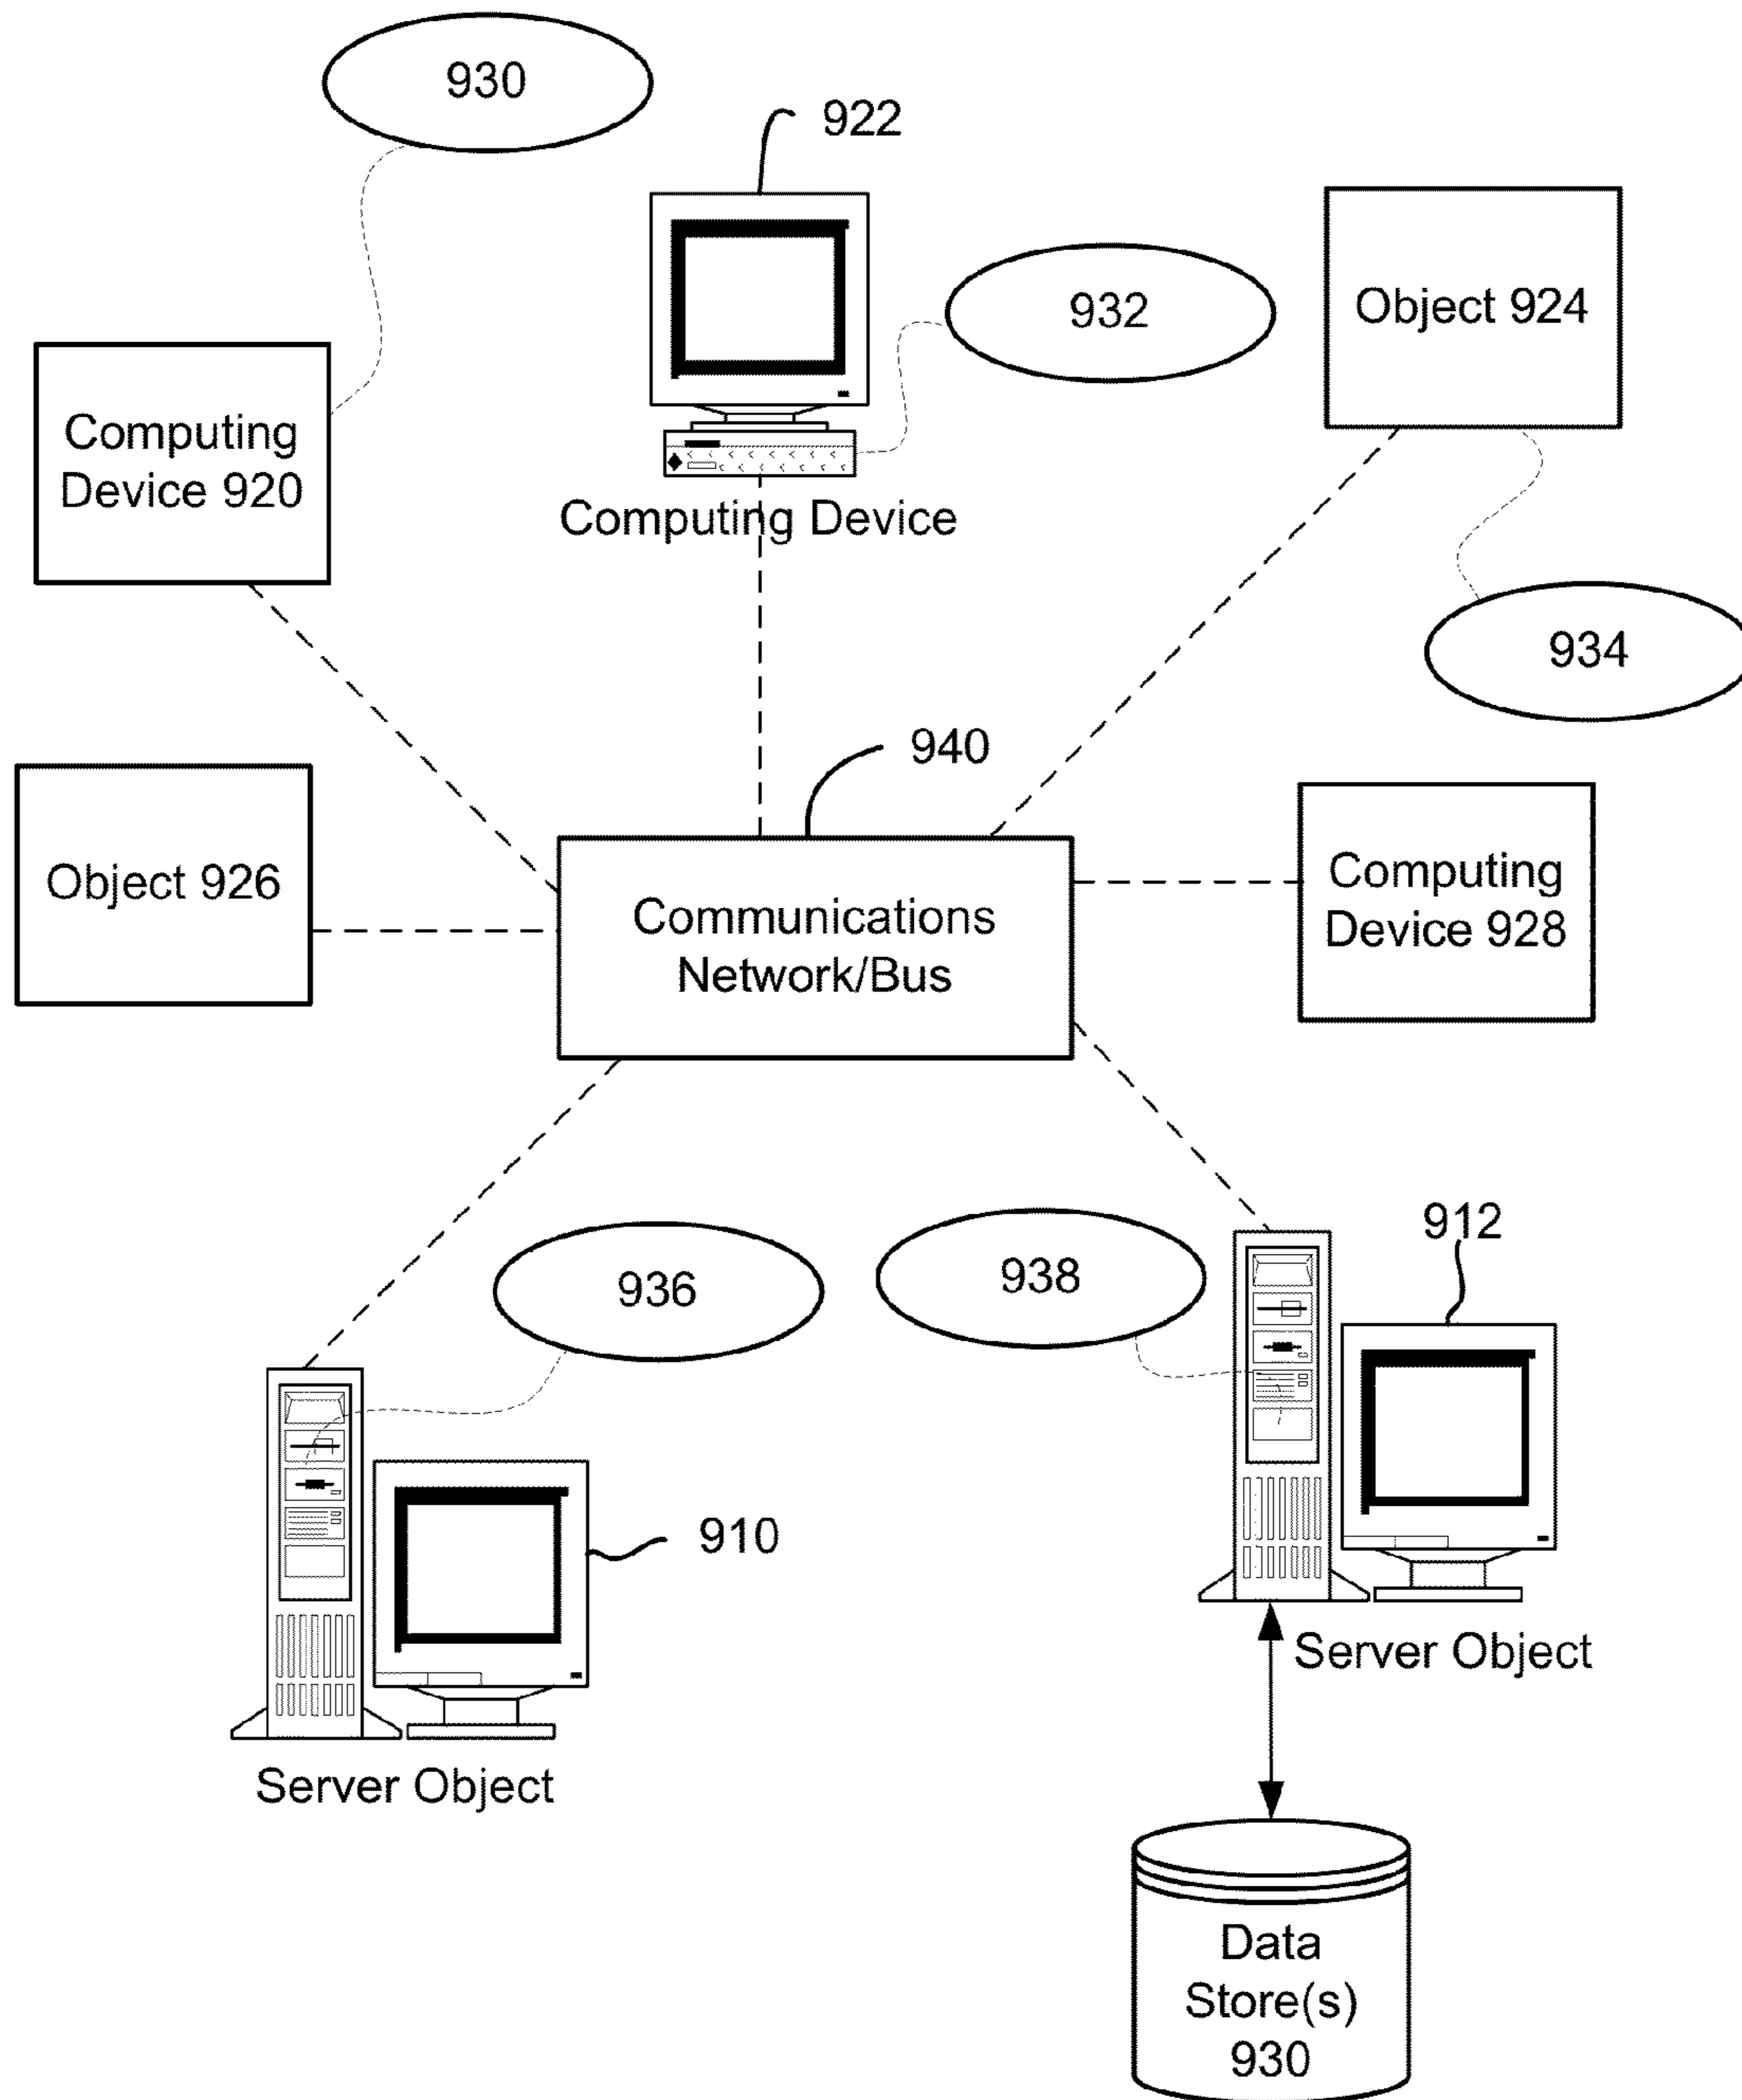 930
922
932
Object 924
Computing
Device 920
Computing Device
934
940
Object 926
Communications
Network/Bus
Computing
Device 928
936
938
912
910
Server Object
Server Object
Data
Store(s)
930